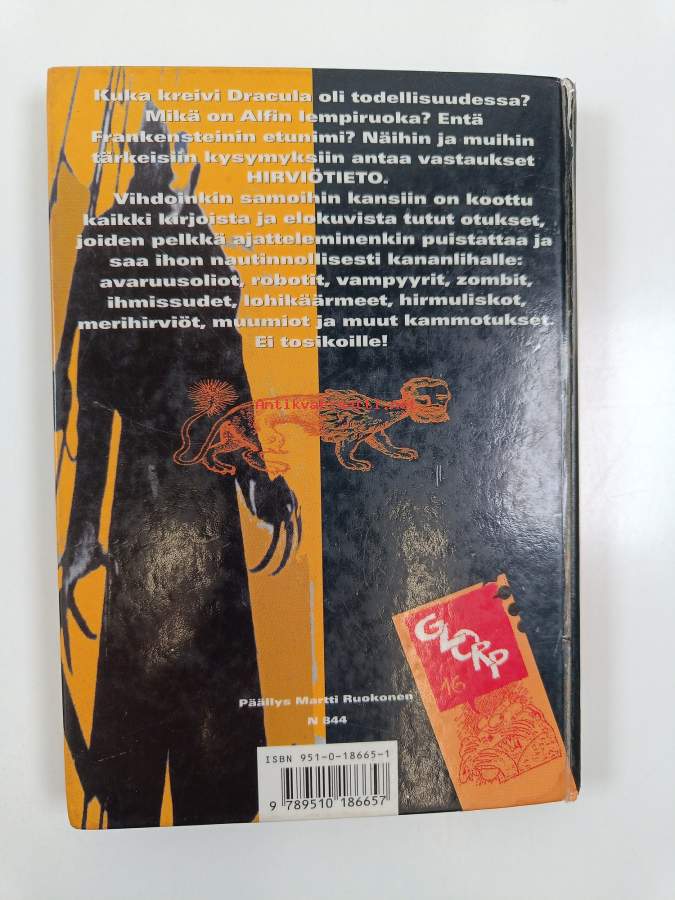 Kuka kreivi Dracula oli todellisuudessa?
Mikä on Alfin lempiruoka? Entä
Frankensteinin etunimi? Näihin ja muihin
tärkeisiin kysymyksiin antaa vastaukset
HIRVIÖTIETO.
Vihdoinkin samoihin kansiin on koottu
kaikki kirjoista ja elokuvista tutut otukset,
joiden pelkkä ajatteleminenkin puistattaa ja
saa ihon nautinnollisesti kananlihalle:
avaruusoliot, robotit, vampyyrit, zombit,
ihmissudet, lohikäärmeet, hirmuliskot,
merihirviöt, muumiot ja muut kammotukset.
Ei tosikoille!
GVCRP
16
Päällys Martti Ruokonen
N 844
ISBN 951-0-18665-1
9 789510 186657